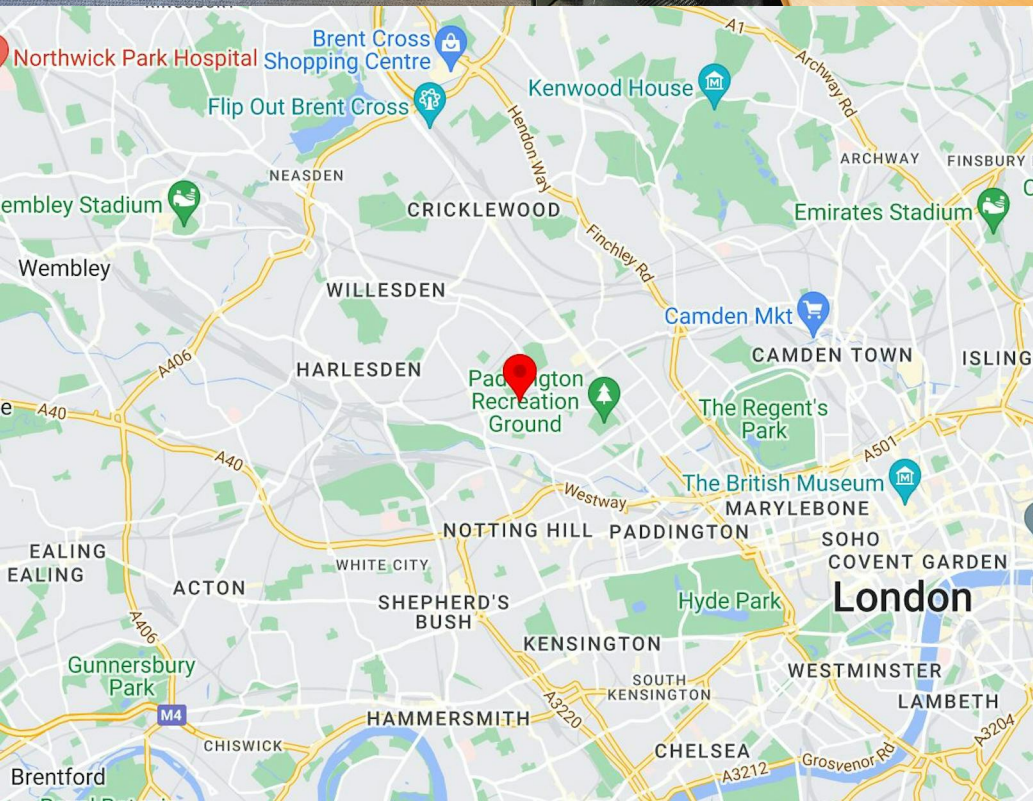 Brent Cross
Shopping Centre
Northwick Park Hospital
A1
Archway Rd
Kenwood House
Flip Out Brent Cross
Hendon Way
ARCHWAY
FINSBURY
NEASDEN
embley Stadium
CRICKLEWOOD
Emirates Stadium
C
Finchley Rd
Wembley
WILLESDEN
Camden Mkt
CAMDEN TOWN
ISLING
A406
HARLESDEN
Recreation
Ground
The Regent's
Park
e
A40
A40
A501
The British Museum
MARYLEBONE
Westway
NOTTING HILL
PADDINGTON
SOHO
COVENT GARDEN
EALING
EALING
WHITE CITY
ACTON
SHEPHERD'S
BUSH
Hyde Park
London
A406
KENSINGTON
Gunnersbury
Park
WESTMINSTER
SOUTH
KENSINGTON
LAMBETH
M4
A3220
HAMMERSMITH
A3204
CHISWICK
CHELSEA
Grosvenor Rd
A3212
Brentford